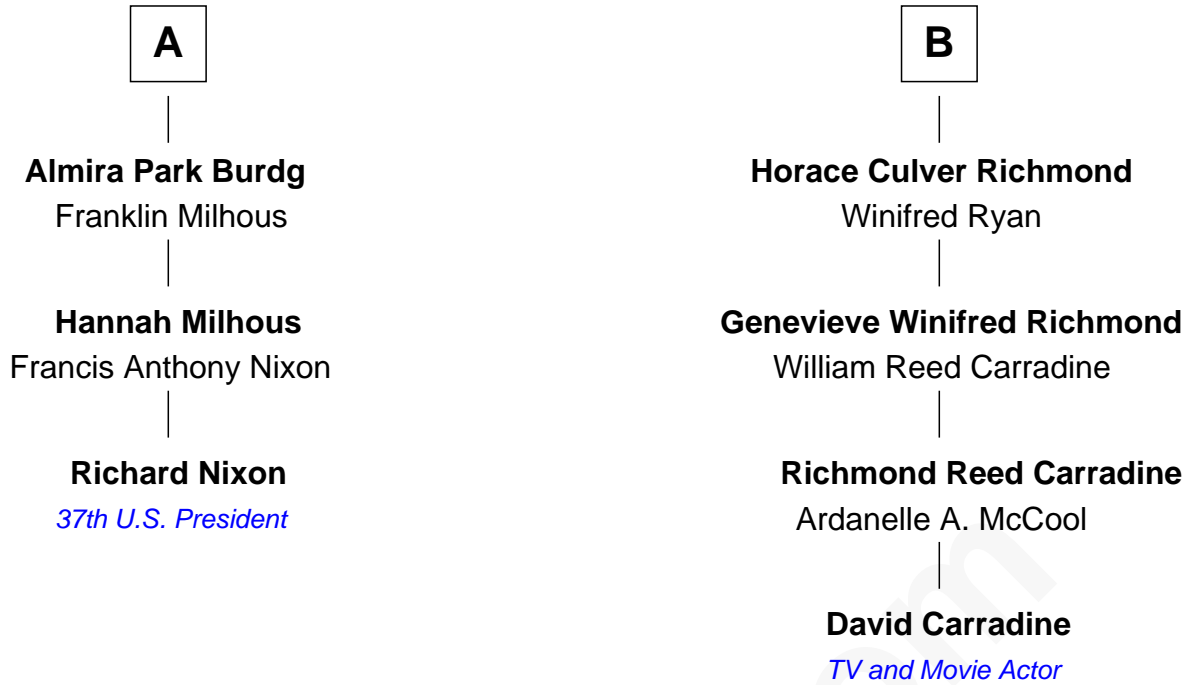 A
Almira Park Burdg
Franklin Milhous
Hannah Milhous
Francis Anthony Nixon
Richard Nixon
37th U.S. President
B
Horace Culver Richmond
Winifred Ryan
Genevieve Winifred Richmond
William Reed Carradine
Richmond Reed Carradine
Ardanelle A. McCool
David Carradine
TV and Movie Actor